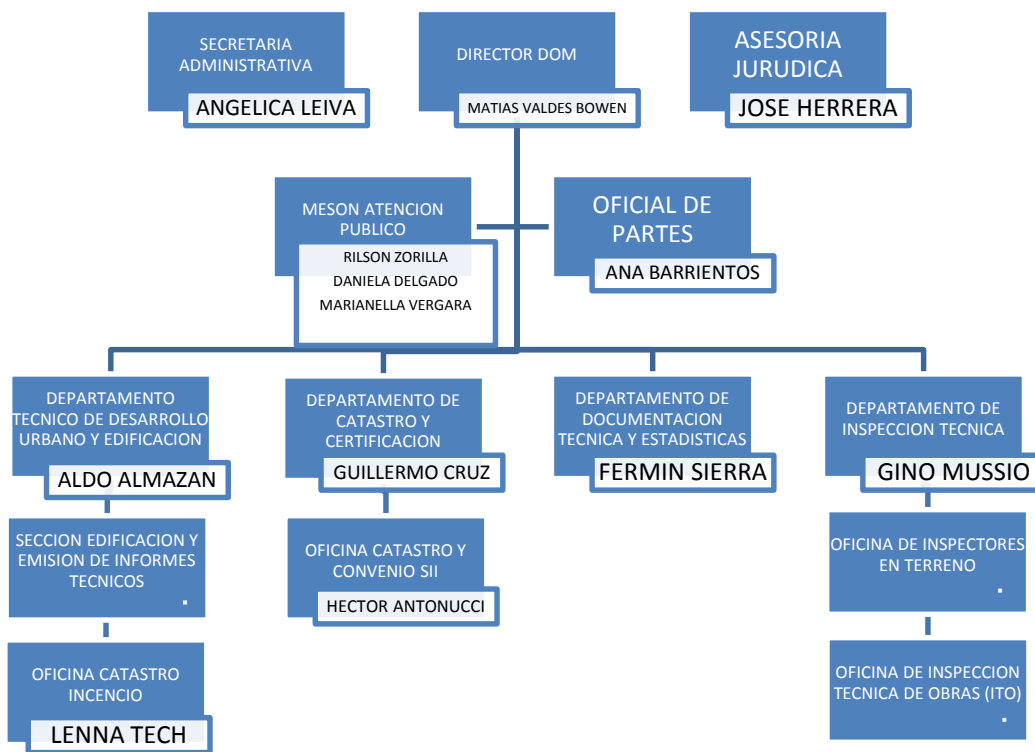 SECRETARIA
ADMINISTRATIVA
ANGELICA LEIVA
DIRECTOR DOM
MATIAS VALDES BOWEN
ASESORIA
JURUDICA
JOSE HERRERA
MESON ATENCION
PUBLICO
RILSON ZORILLA
DANIELA DELGADO
MARIANELLA VERGARA
OFICIAL DE
PARTES
ANA BARRIENTOS
DEPARTAMENTO
TECNICO DE DESARROLLO
URBANO Y EDIFICACION
ALDO ALMAZAN
DEPARTAMENTO DE
CATASTRO Y
CERTIFICACION
GUILLERMO CRUZ
DEPARTAMENTO DE
DOCUMENTACION
TECNICA Y ESTADISTICAS
FERMIN SIERRA
DEPARTAMENTO DE
INSPECCION TECNICA
GINO MUSSIO
SECCION EDIFICACION Y
EMISION DE INFORMES
TECNICOS
.
OFICINA CATASTRO Y
CONVENIO SII
HECTOR ANTONUCCI
OFICINA DE INSPECTORES
EN TERRENO
.
OFICINA CATASTRO
INCENCIO
LENNA TECH
OFICINA DE INSPECCION
TECNICA DE OBRAS (ITO)
.